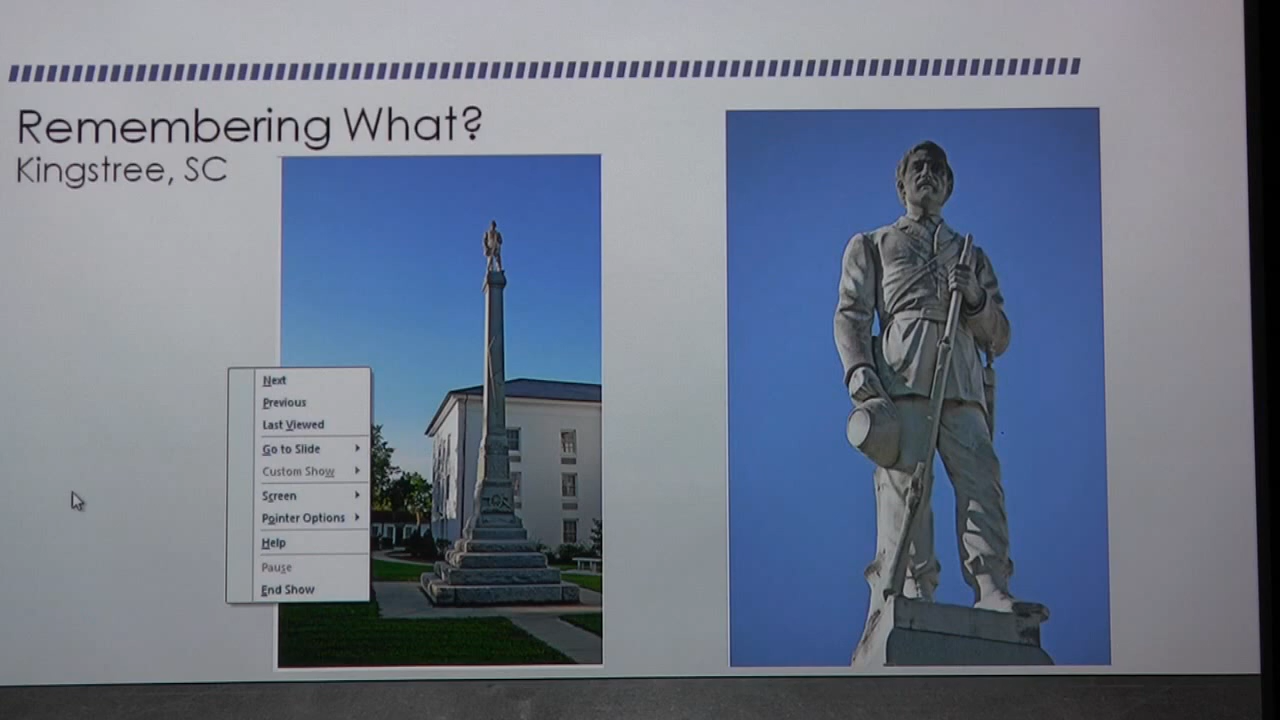 Remembering What?
Kingstree, SC
Next
Previous
Last Viewed
Go to Slide
Custom Show
Screen
Pointer Options
Help
Pause
End Show